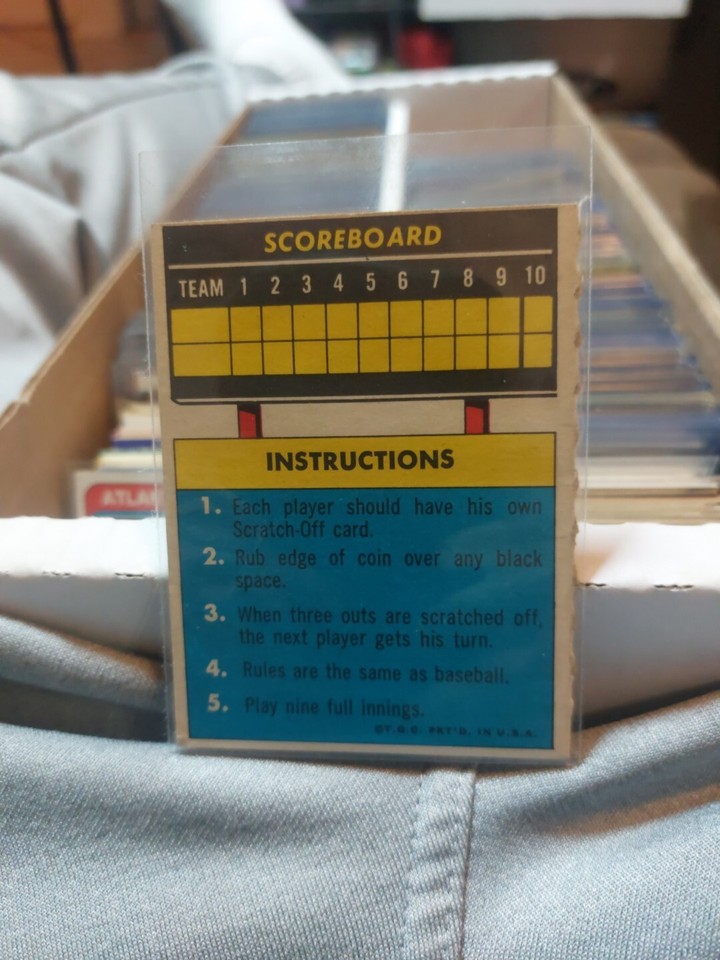 SCOREBOARD
TEAM 1 2 3 4 5 6 7 8 9 10
INSTRUCTIONS
1. Each player should have his own
Scratch-Off card.
2. Rub edge of coin over any black
space.
3. When three outs are scratched off,
the next player gets his turn.
4. Rules are the same as baseball.
5. Play nine full innings.
©T.C.G. PRT'D. IN U.S.A.